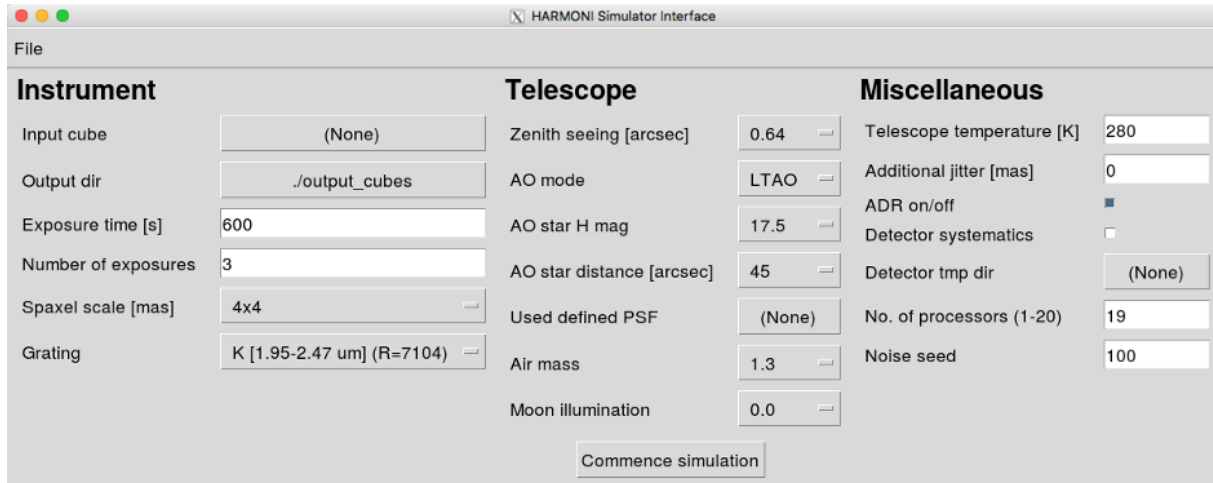 HARMONI Simulator Interface
File
Instrument
Input cube (None)
Output dir ./output_cubes
Exposure time [s] 600
Number of exposures 3
Spaxel scale [mas] 4x4
Grating K [1.95-2.47 um] (R=7104)
Telescope
Zenith seeing [arcsec] 0.64
AO mode LTAO
AO star H mag 17.5
AO star distance [arcsec] 45
Used defined PSF (None)
Air mass 1.3
Moon illumination 0.0
Miscellaneous
Telescope temperature [K] 280
Additional jitter [mas] 0
ADR on/off
Detector systematics
Detector tmp dir (None)
No. of processors (1-20) 19
Noise seed 100
Commence simulation